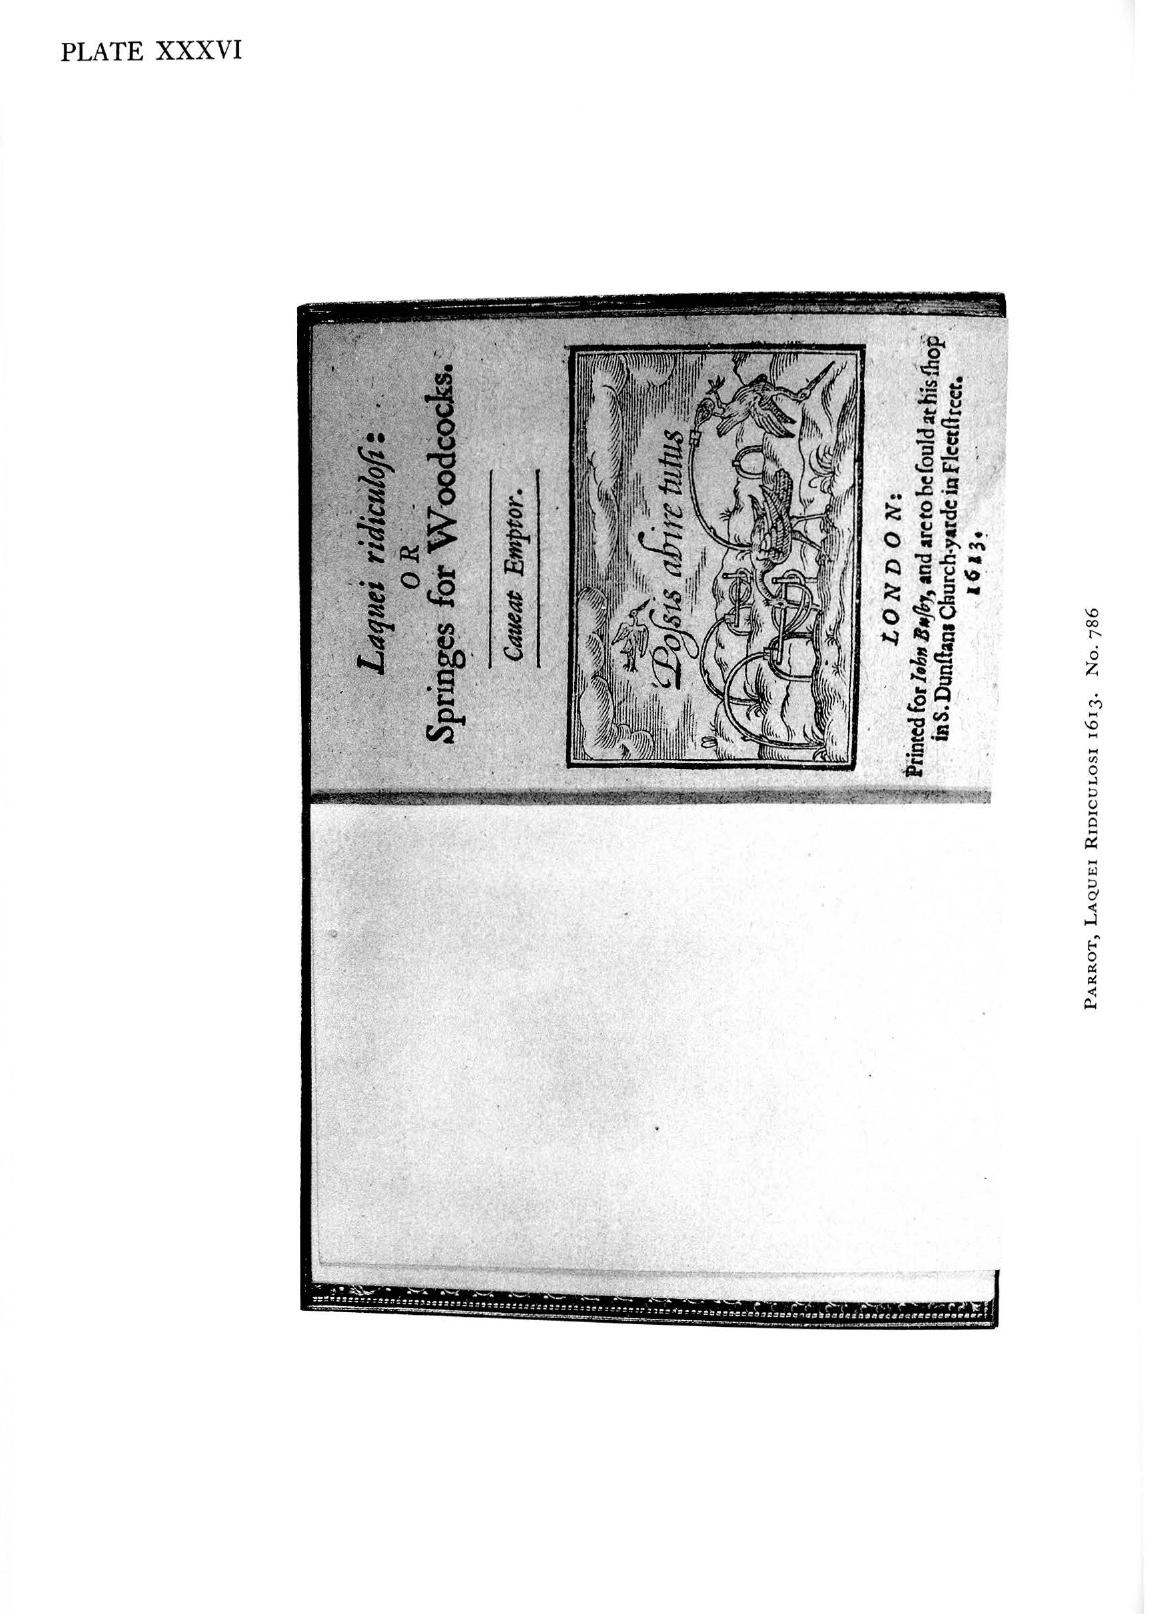 PLATE XXXVI
Laquei ridiculoſi:
OR
Springes for Woodcocks.
Caueat Emptor.
Poſsis abire tutus
LONDON:
Printed for Iohn Buſby, and are to be ſould at his ſhop
in S. Dunſtans Church-yarde in Fleetſtreet.
1613.
PARROT, LAQUEI RIDICULOSI 1613. No. 786